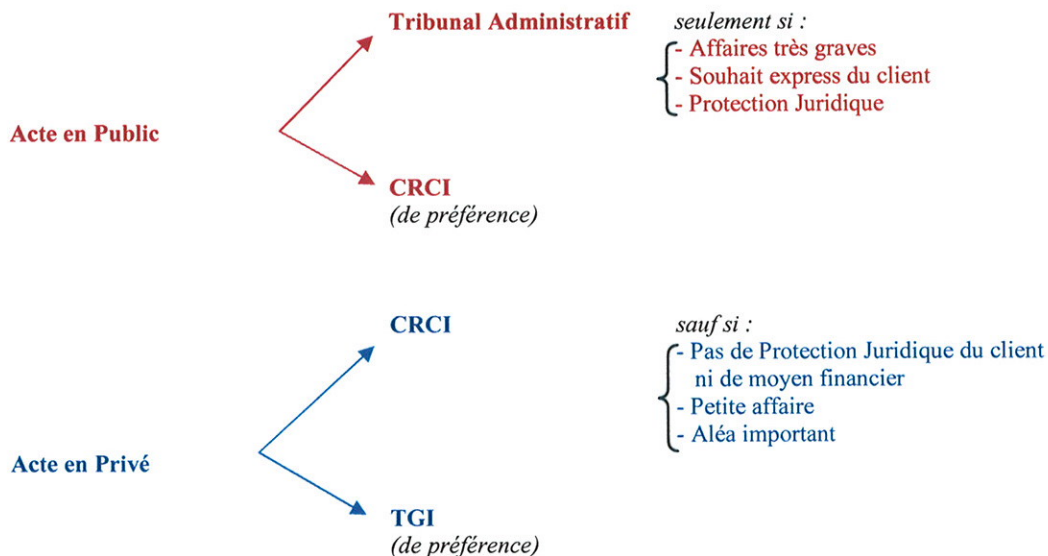 Tribunal Administratif
seulement si :
- Affaires très graves
- Souhait express du client
- Protection Juridique
Acte en Public
CRCI
(de préférence)
CRCI
sauf si :
- Pas de Protection Juridique du client
ni de moyen financier
- Petite affaire
- Aléa important
Acte en Privé
TGI
(de préférence)